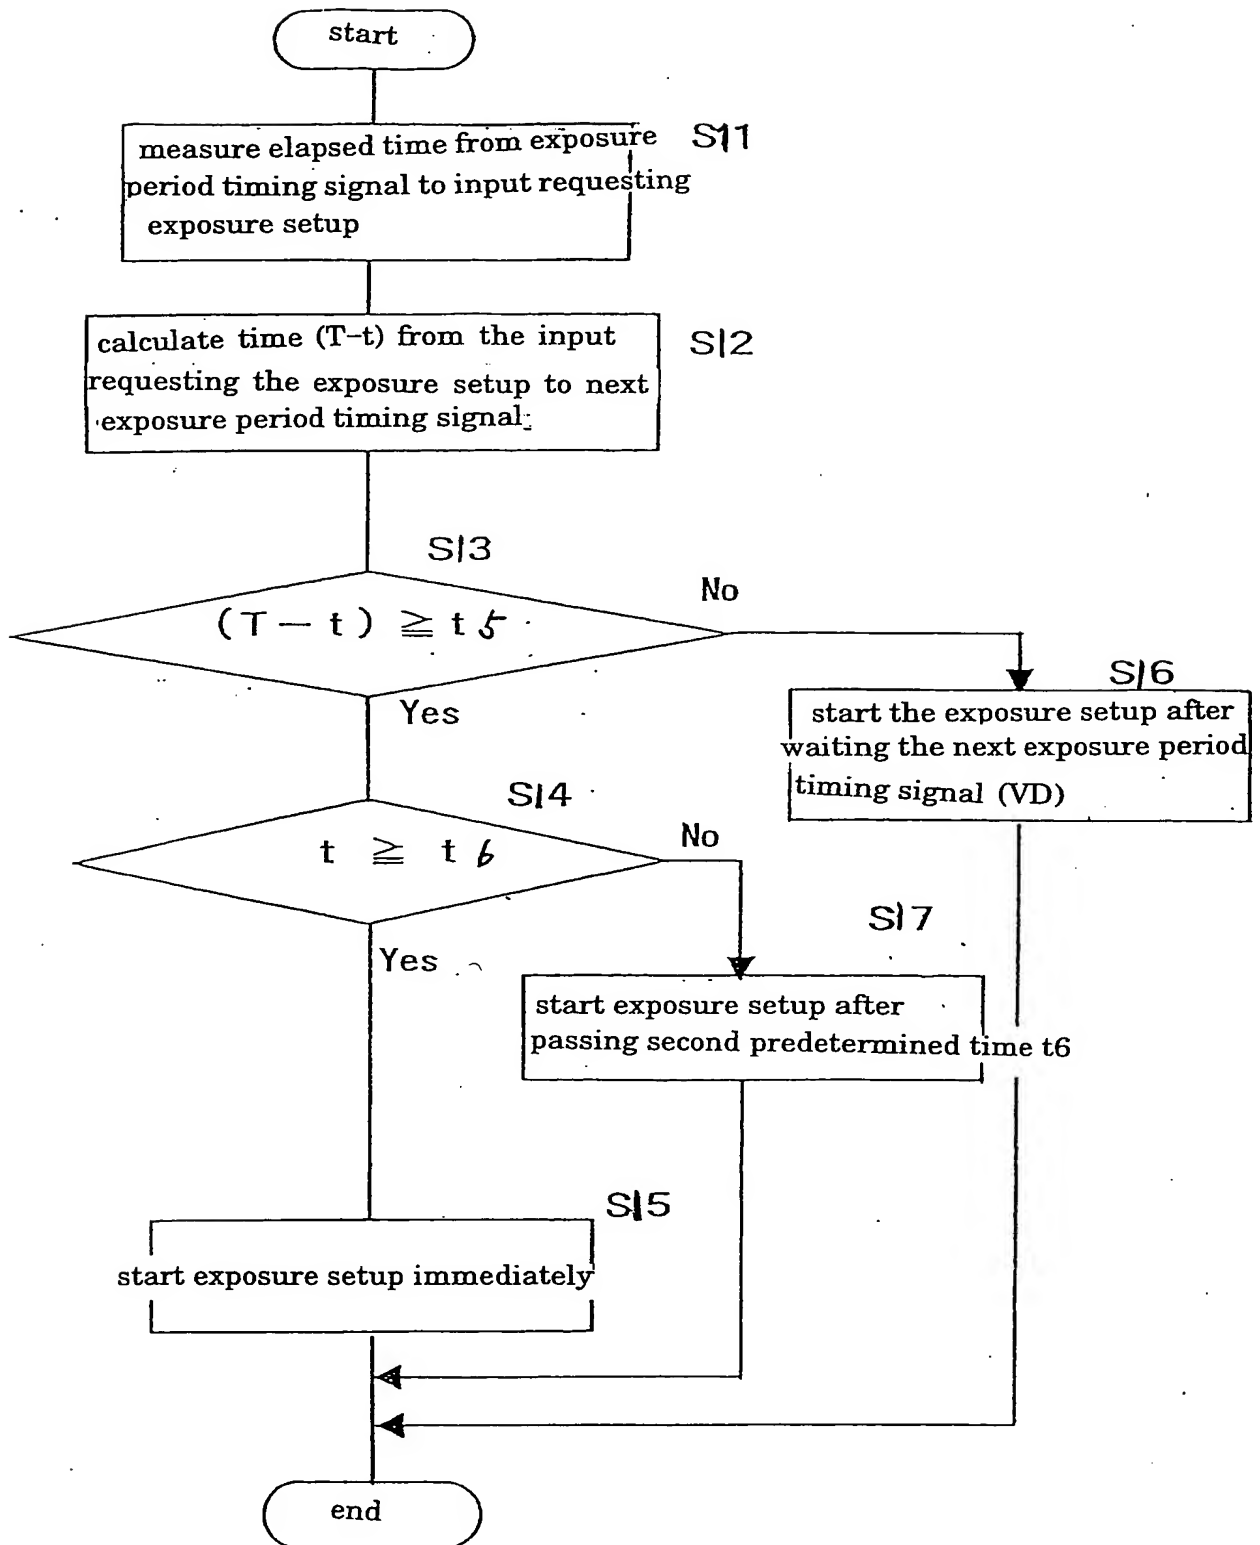 start
measure elapsed time from exposure
period timing signal to input requesting
exposure setup
S11
calculate time (T-t) from the input
requesting the exposure setup to next
exposure period timing signal
S12
S13
(T-t) ≧ t5
No
Yes
S16
start the exposure setup after
waiting the next exposure period
timing signal (VD)
S14
t ≧ t6
No
Yes
S17
start exposure setup after
passing second predetermined time t6
S15
start exposure setup immediately
end